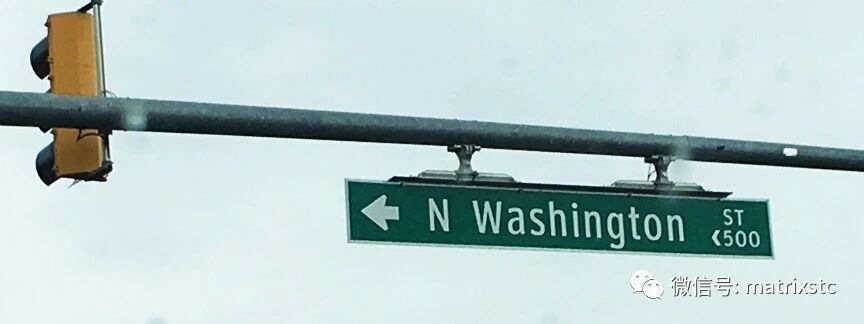 ← N Washington ST
‹500
微信号: matrixstc